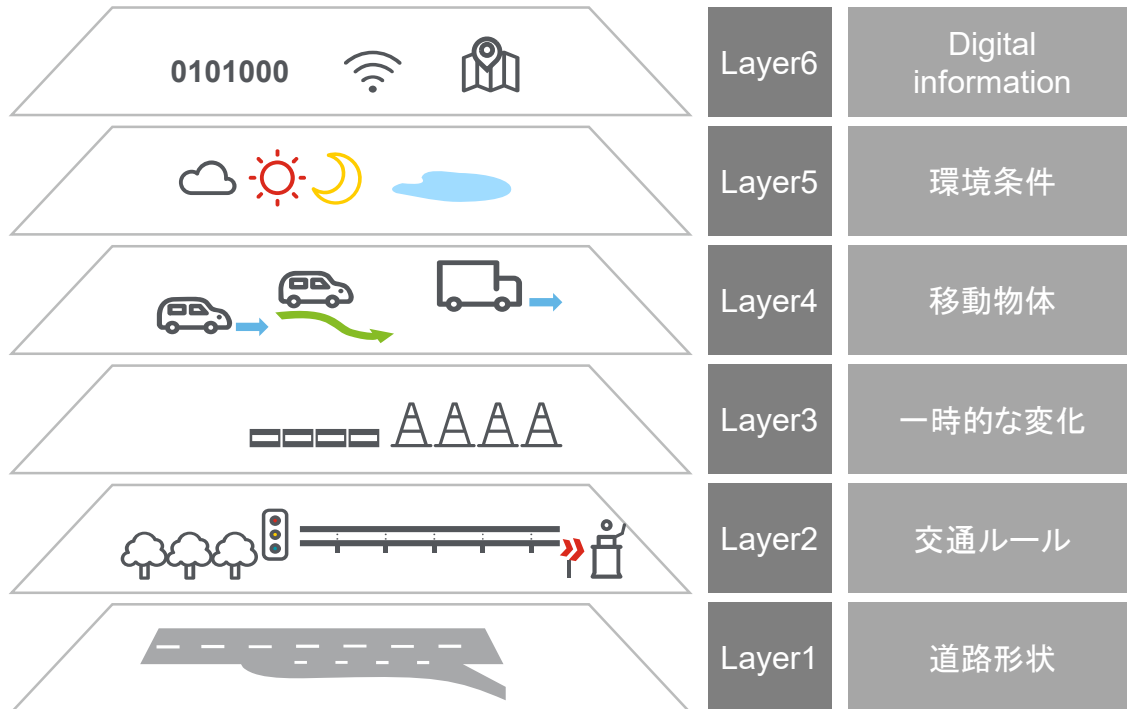 0101000
Layer6
Digital
information
Layer5
環境条件
Layer4
移動物体
Layer3
一時的な変化
Layer2
交通ルール
Layer1
道路形状